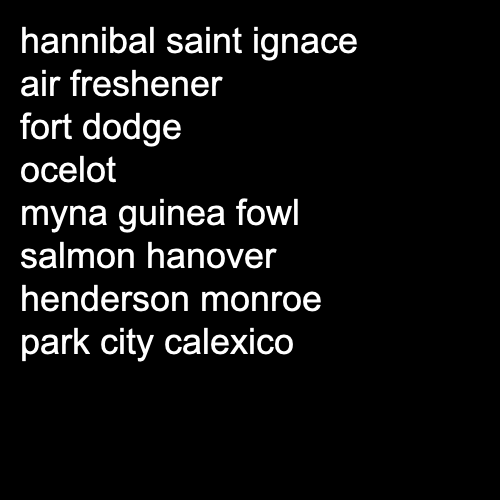 hannibal saint ignace
air freshener
fort dodge
ocelot
myna guinea fowl
salmon hanover
henderson monroe
park city calexico